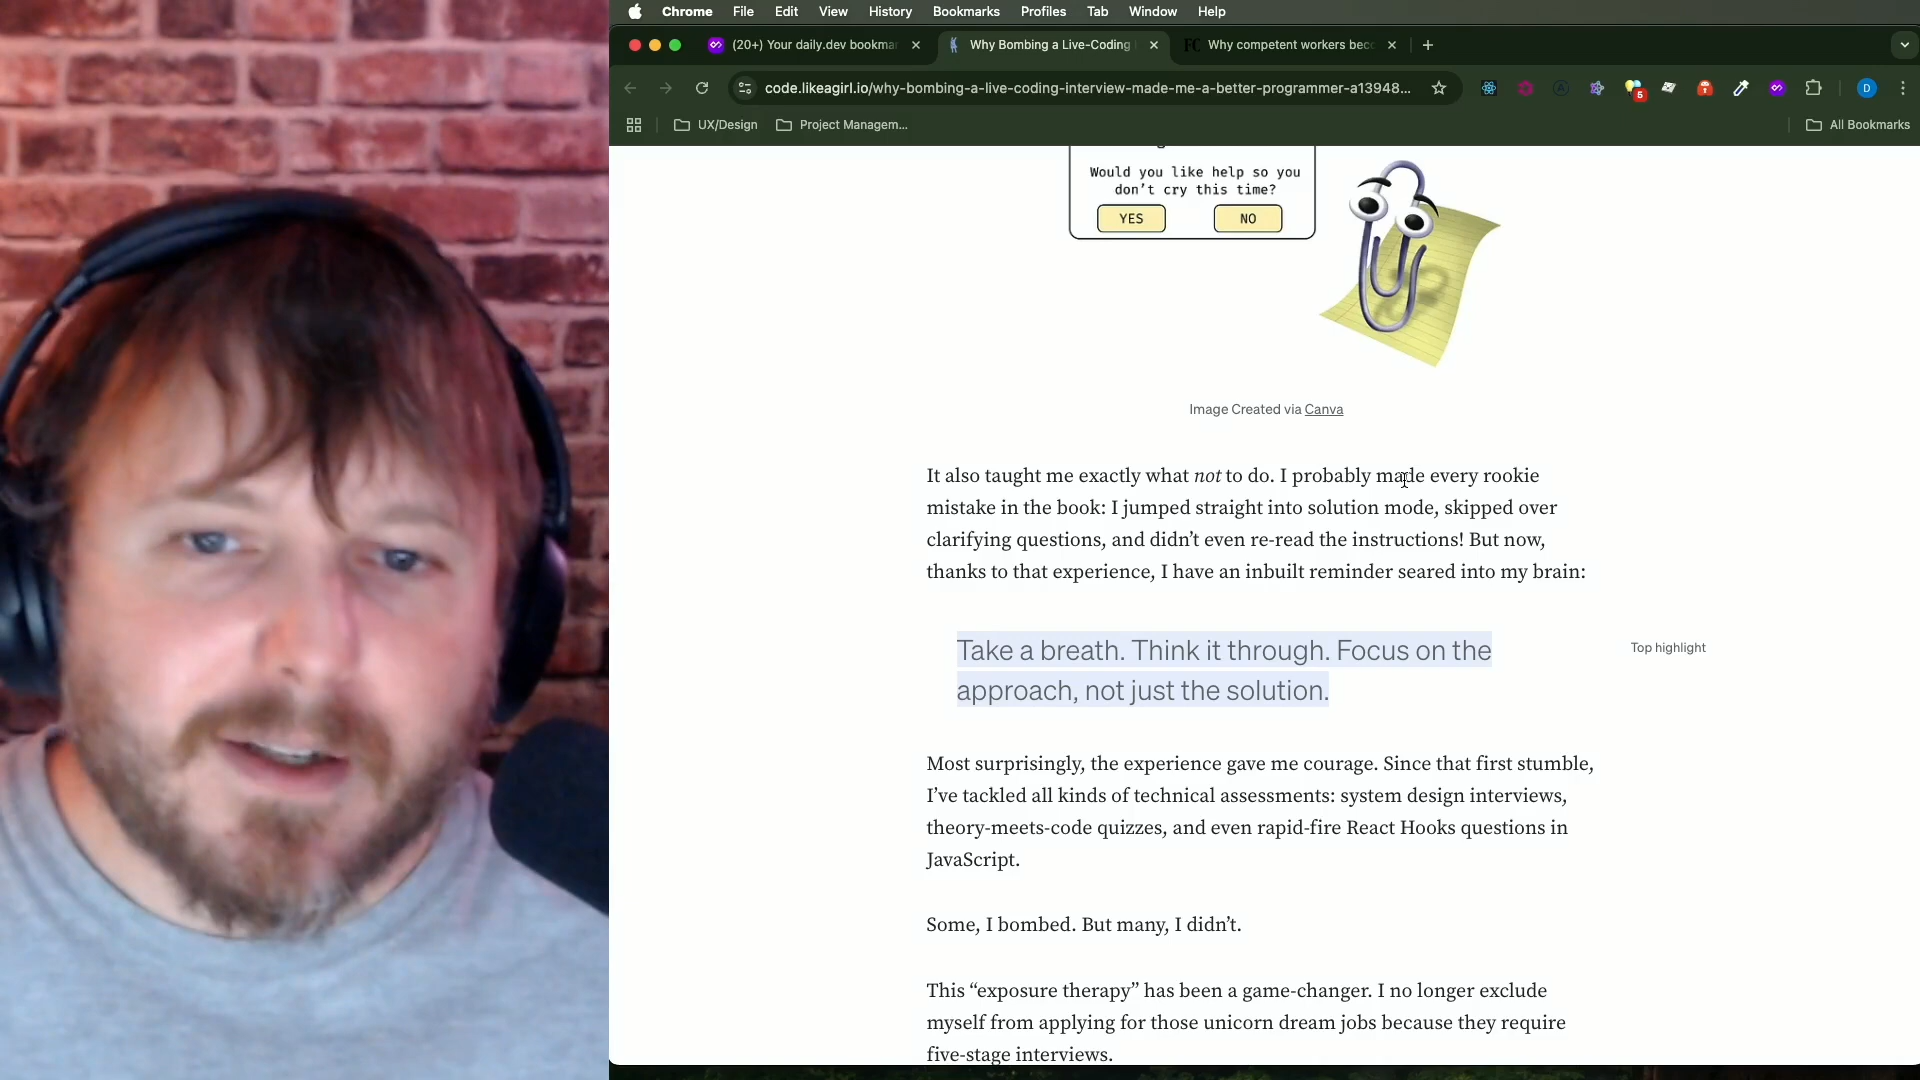 Chrome File Edit View History Bookmarks Profiles Tab Window Help
(20+) Your daily.dev bookma
Why Bombing a Live-Coding
FC Why competent workers bec
code.likeagirl.io/why-bombing-a-live-coding-interview-made-me-a-better-programmer-a13948...
5
D
UX/Design
Project Managem...
All Bookmarks
Would you like help so you
don't cry this time?
YES NO
Image Created via Canva
It also taught me exactly what not to do. I probably made every rookie
mistake in the book: I jumped straight into solution mode, skipped over
clarifying questions, and didn’t even re-read the instructions! But now,
thanks to that experience, I have an inbuilt reminder seared into my brain:
Take a breath. Think it through. Focus on the
approach, not just the solution.
Top highlight
Most surprisingly, the experience gave me courage. Since that first stumble,
I’ve tackled all kinds of technical assessments: system design interviews,
theory-meets-code quizzes, and even rapid-fire React Hooks questions in
JavaScript.
Some, I bombed. But many, I didn’t.
This “exposure therapy” has been a game-changer. I no longer exclude
myself from applying for those unicorn dream jobs because they require
five-stage interviews.